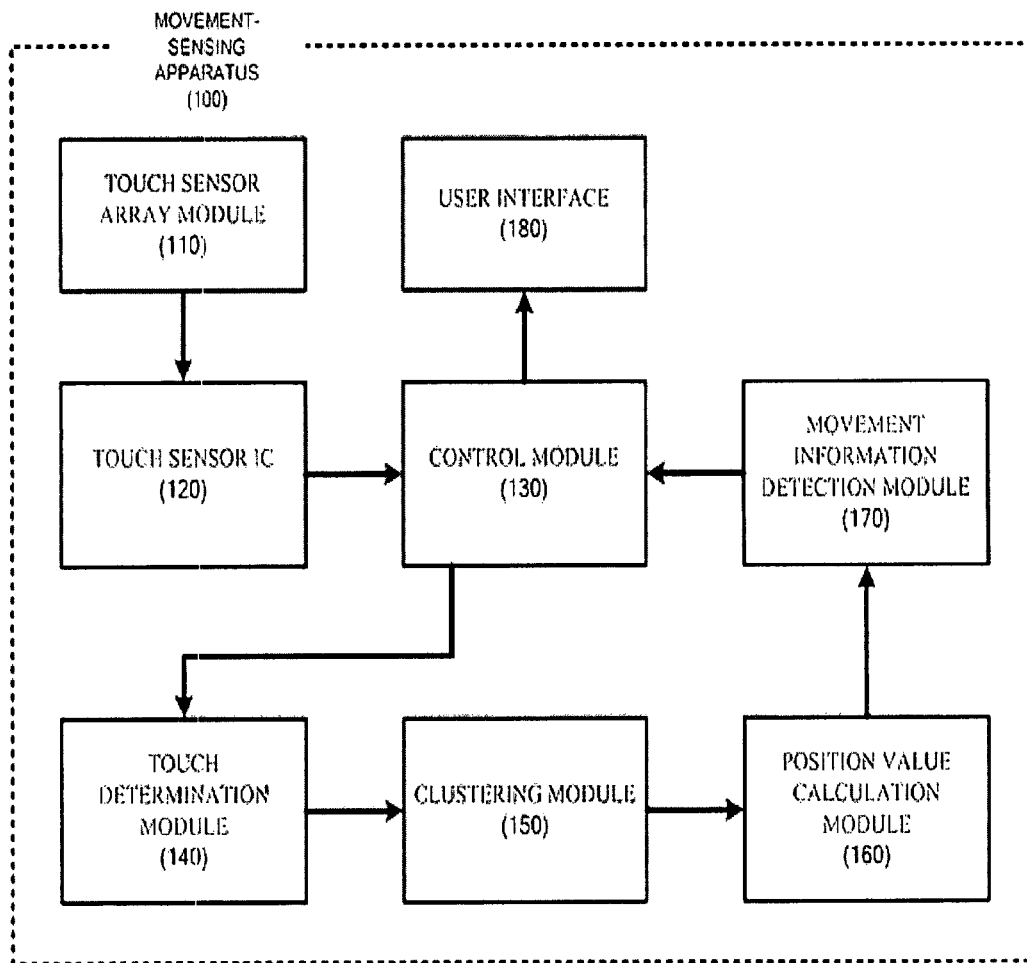 MOVEMENT-
SENSING
APPARATUS
(100)
TOUCH SENSOR
ARRAY MODULE
(110)
USER INTERFACE
(180)
TOUCH SENSOR IC
(120)
CONTROL MODULE
(130)
MOVEMENT
INFORMATION
DETECTION MODULE
(170)
TOUCH
DETERMINATION
MODULE
(140)
CLUSTERING MODULE
(150)
POSITION VALUE
CALCULATION
MODULE
(160)